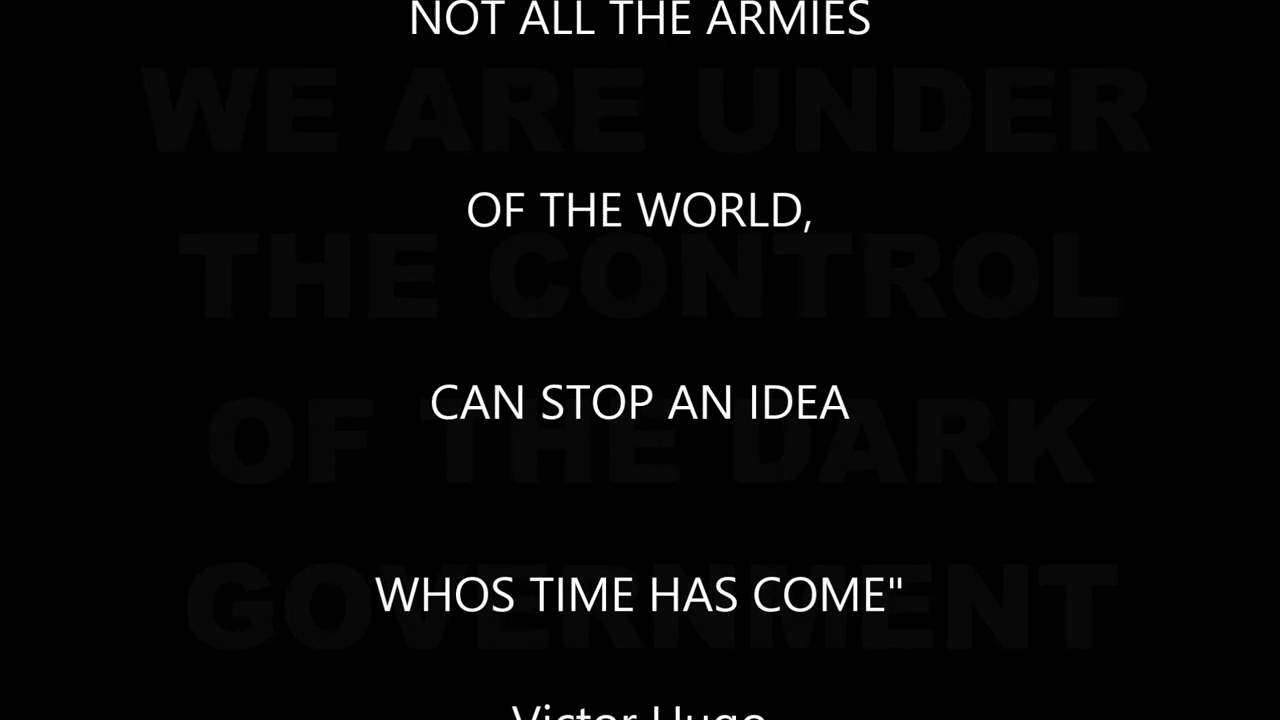 NOT ALL THE ARMIES
WE ARE UNDER
OF THE WORLD,
THE CONTROL
CAN STOP AN IDEA
OF THE DARK
WHOS TIME HAS COME"
GOVERNMENT
Victor Hugo